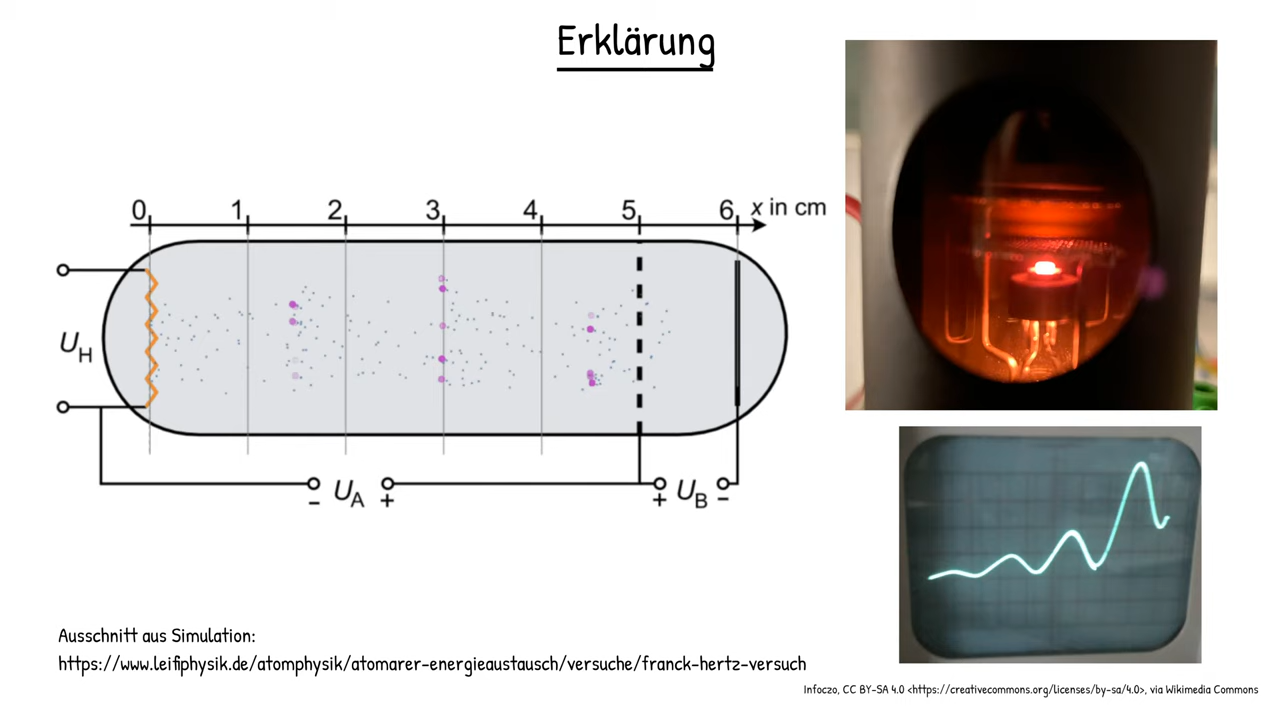 Erklärung
0 1 2 3 4 5 6 x in cm
U_H
- U_A +
+ U_B -
Ausschnitt aus Simulation:
https://www.leifiphysik.de/atomphysik/atomarer-energieaustausch/versuche/franck-hertz-versuch
Infoczo, CC BY-SA 4.0 <https://creativecommons.org/licenses/by-sa/4.0>, via Wikimedia Commons